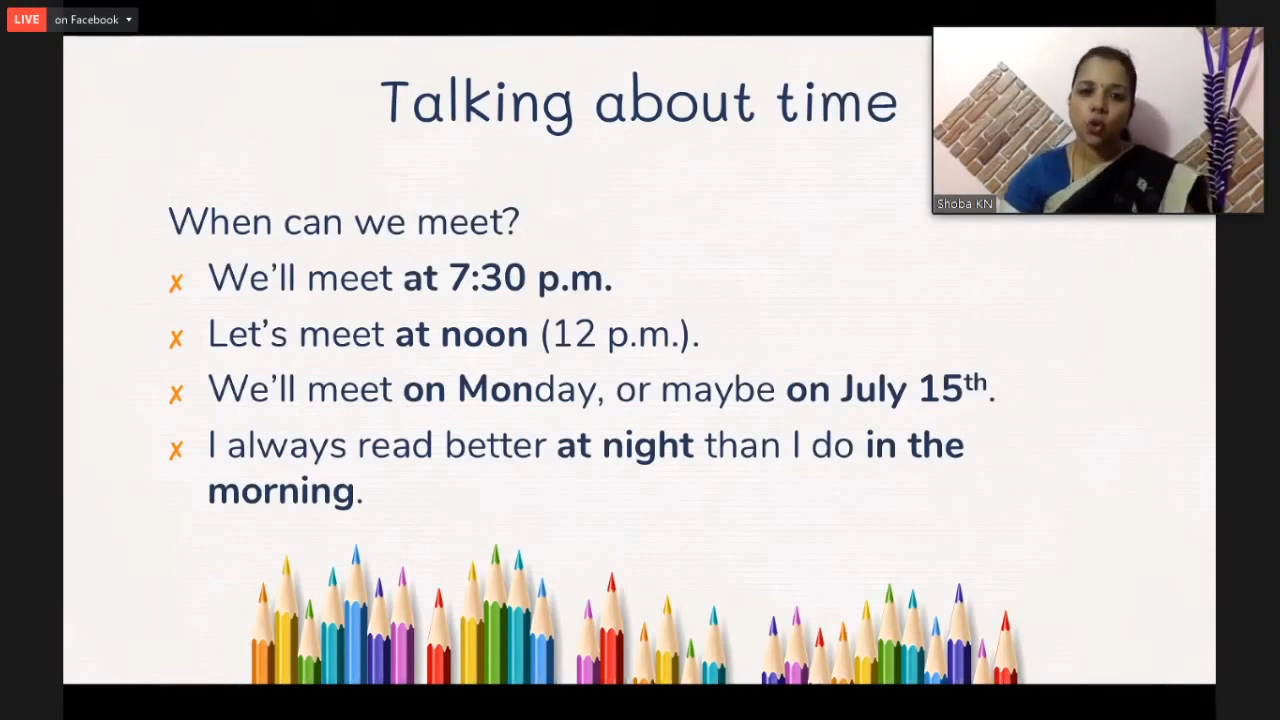 LIVE on Facebook
Talking about time
Shoba KN
When can we meet?
✗ We’ll meet at 7:30 p.m.
✗ Let’s meet at noon (12 p.m.).
✗ We’ll meet on Monday, or maybe on July 15th.
✗ I always read better at night than I do in the
morning.